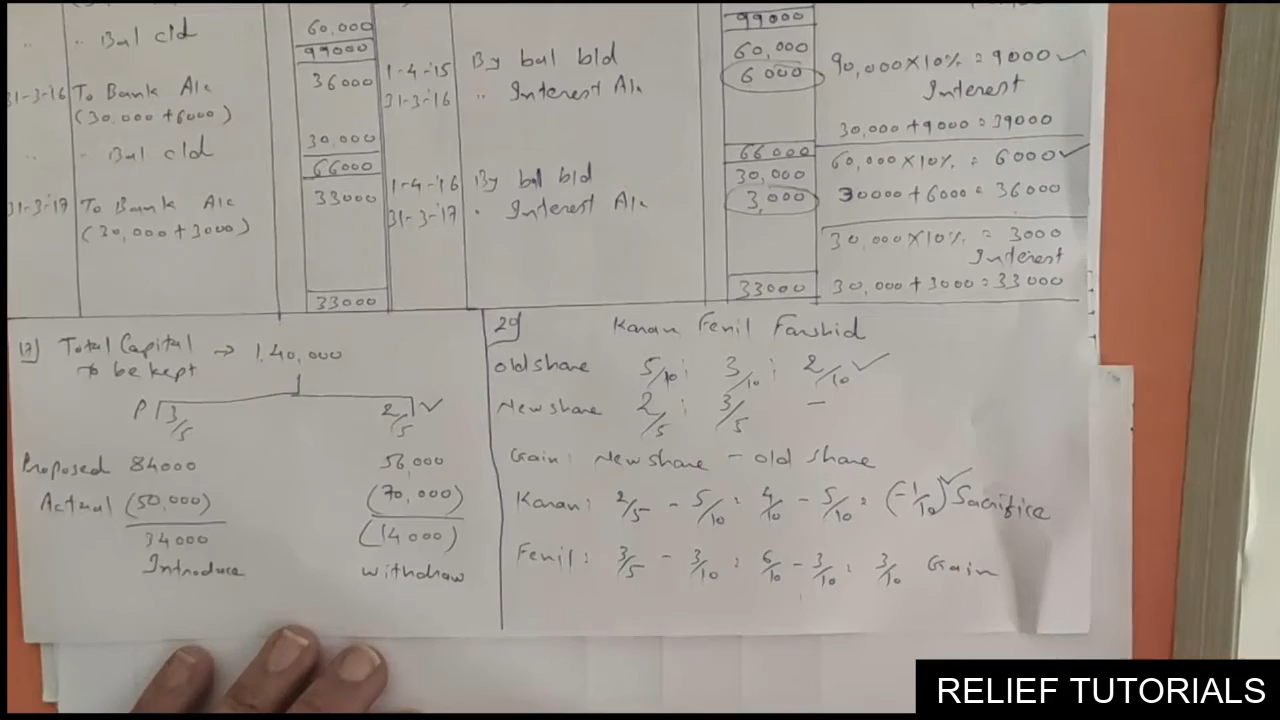 " " Bal c/d 60,000
99000
99000
31-3-16 To Bank A/c 36000
(30,000 + 6000)
" - Bal c/d 30,000
66000
31-3-'17 To Bank A/c 33000
(30,000 + 3000)
33000
60,000
1-4-'15 By bal b/d
31-3-'16 " Interest A/c 6000
66000
1-4-'16 By bal b/d 30,000
31-3-'17 " Interest A/c 3,000
33000
90,000 × 10% = 9000 ✓
Interest
30,000 + 9000 = 39000
60,000 × 10% = 6000 ✓
30000 + 6000 = 36000
30,000 × 10% = 3000
Interest
30,000 + 3000 = 33000
Total Capital → 1,40,000
to be kept
P 3/5 2/5 ✓
Proposed 84000 56,000
Actual (50,000) (70,000)
34000 (14000)
Introduce withdraw
Karan Fenil Farshid
old share 5/10 : 3/10 : 2/10 ✓
New share 2/5 : 3/5 –
Gain: New share – old share
Karan: 2/5 - 5/10 = 4/10 - 5/10 = (-1/10) ✓ Sacrifice
Fenil: 3/5 - 3/10 = 6/10 - 3/10 = 3/10 Gain
RELIEF TUTORIALS